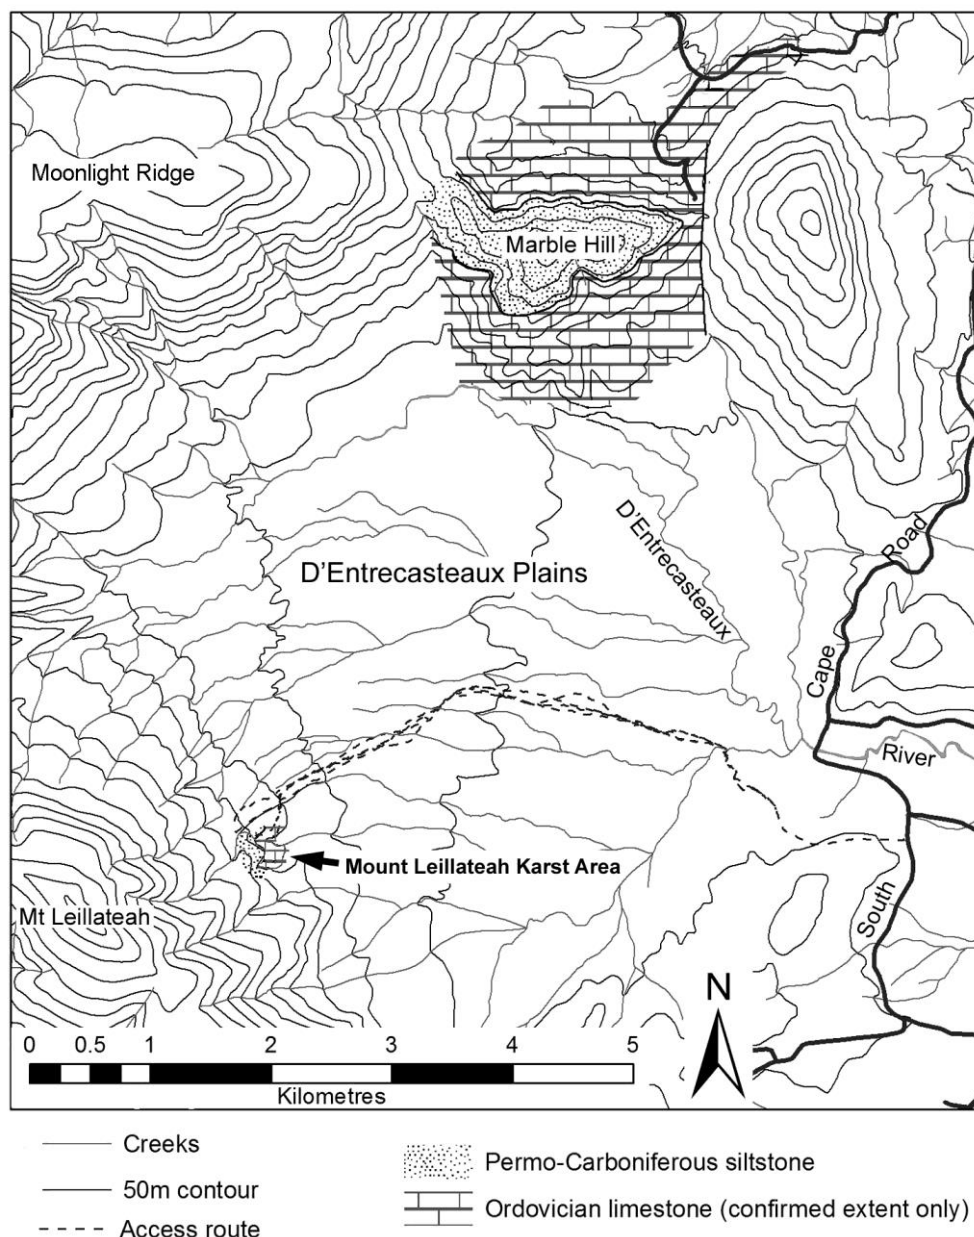 Moonlight Ridge
Marble Hill
D'Entrecasteaux Plains
D'Entrecasteaux
Road
Cape
River
Mount Leillateah Karst Area
Mt Leillateah
South
N
0 0.5 1 2 3 4 5
Kilometres
Creeks
50m contour
Access route
Permo-Carboniferous siltstone
Ordovician limestone (confirmed extent only)